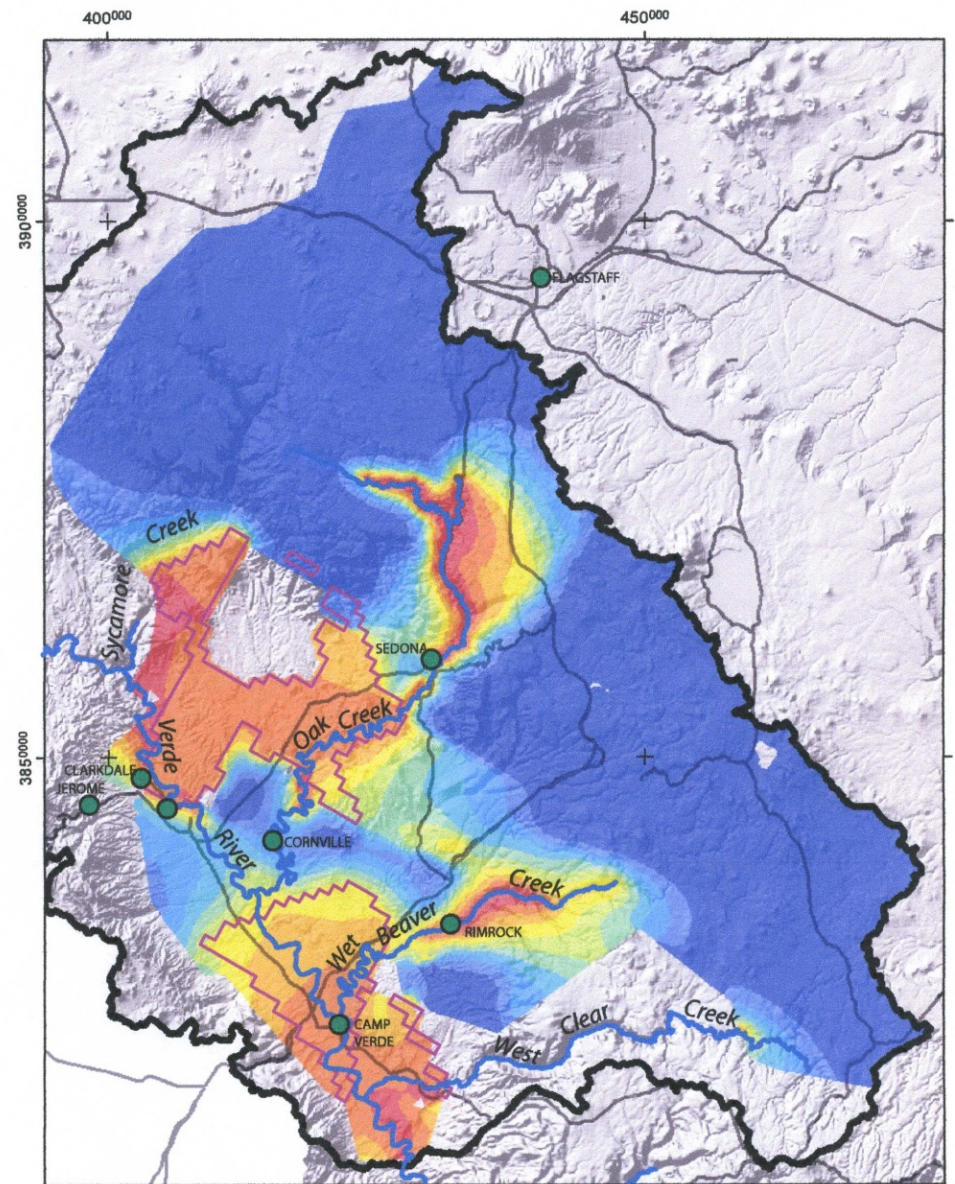 400000
450000
3900000
FLAGSTAFF
Creek
Sycamore
SEDONA
Oak Creek
3850000
Verde
CLARKDALE
JEROME
River
CORNVILLE
Creek
Beaver
RIMROCK
Wet
CAMP
VERDE
Clear
Creek
West